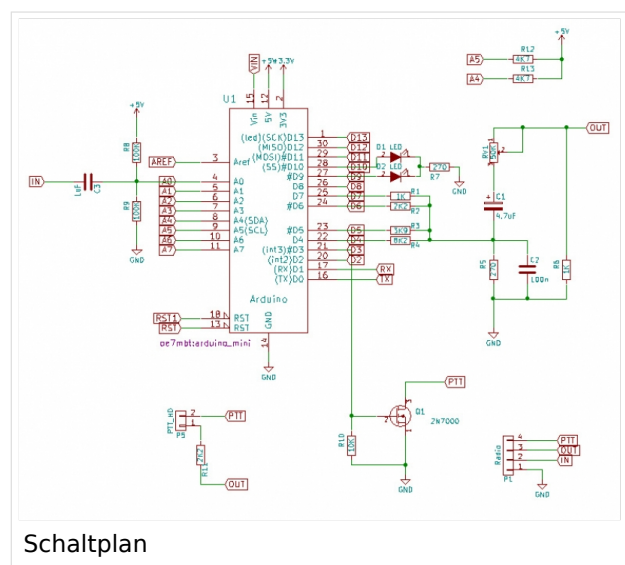 +5V
R12
4K7
A5
R13
4K7
A4
VIN
+5V
+3.3V
U1
15
12
2
Vin
5V
3V3
+5V
R8
100K
AREF
3
Aref
IN
1uF
C3
R9
100K
GND
A0
4
A0
A1
5
A1
A2
6
A2
A3
7
A3
A4
8
A4(SDA)
A5
9
A5(SCL)
A6
10
A6
A7
11
A7
(led)(SCK)D13
1
D13
(MISO)D12
30
D12
(MOSI)#D11
29
D11
(SS)#D10
28
D10
#D9
27
D9
D8
26
D8
D7
25
D7
#D6
24
D6
#D5
23
D5
D4
22
D4
(int3)#D3
21
D3
(int2)D2
20
D2
(RX)D1
17
RX
(TX)D0
16
TX
D1 LED
D2 LED
270
R7
GND
1K
R1
2K2
R2
3K9
R3
8K2
R4
RV1
50K
OUT
C1
4.7uF
R5
270
C2
100n
R6
1K
GND
Arduino
RST1
18
RST
RST
13
RST
GND
14
oe7mbt:arduino_mini
GND
PTT_HD
2
1
P5
PTT
2K2
R11
OUT
PTT
Q1
2N7000
3
2
1
R10
10K
GND
Radio
P1
4
PTT
3
OUT
2
IN
1
GND
Schaltplan